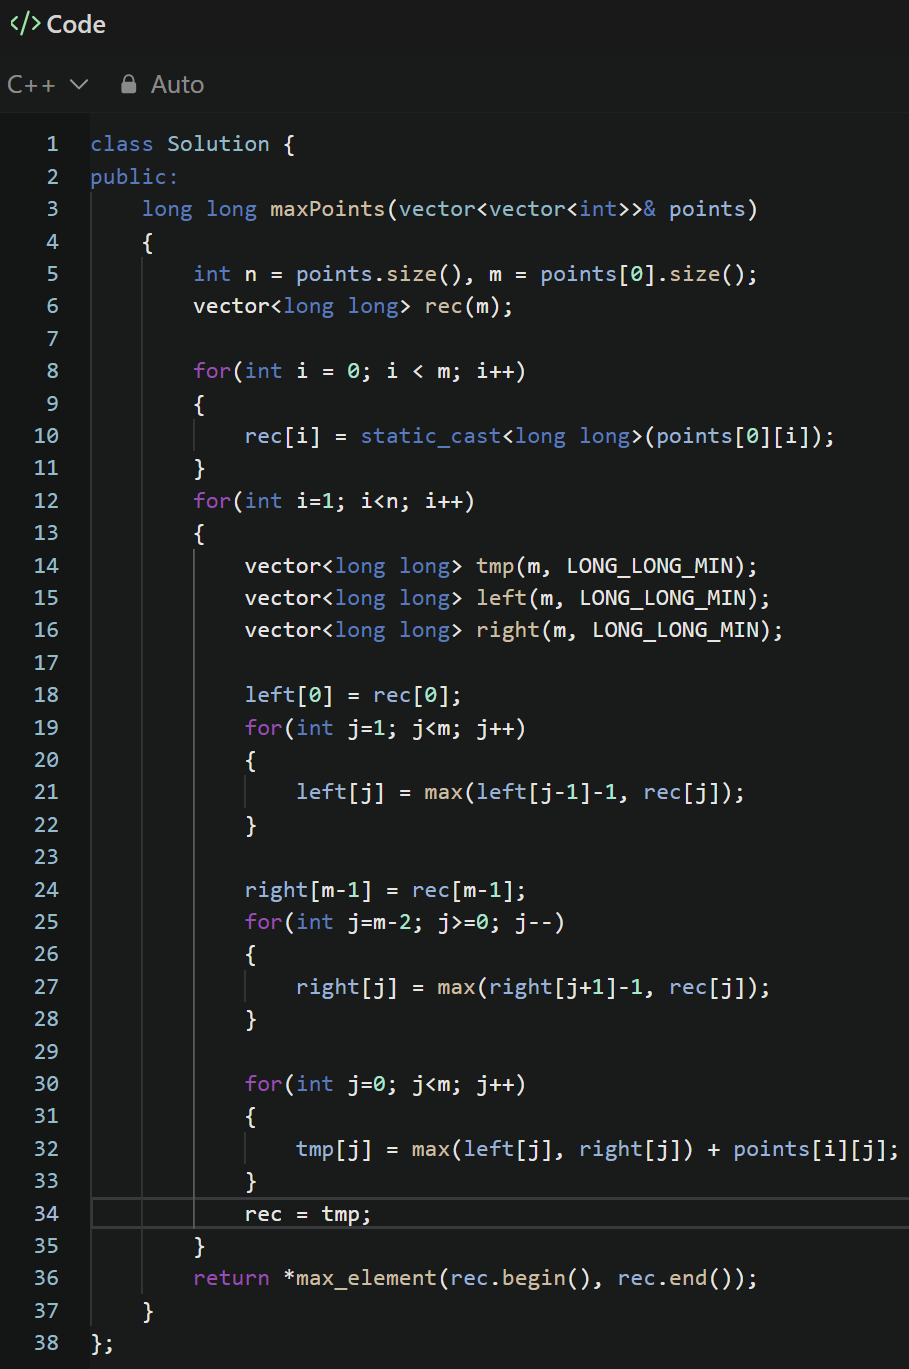 </> Code
C++ Auto
1 class Solution {
2 public:
3     long long maxPoints(vector<vector<int>>& points)
4     {
5         int n = points.size(), m = points[0].size();
6         vector<long long> rec(m);
7
8         for(int i = 0; i < m; i++)
9         {
10             rec[i] = static_cast<long long>(points[0][i]);
11         }
12         for(int i=1; i<n; i++)
13         {
14             vector<long long> tmp(m, LONG_LONG_MIN);
15             vector<long long> left(m, LONG_LONG_MIN);
16             vector<long long> right(m, LONG_LONG_MIN);
17
18             left[0] = rec[0];
19             for(int j=1; j<m; j++)
20             {
21                 left[j] = max(left[j-1]-1, rec[j]);
22             }
23
24             right[m-1] = rec[m-1];
25             for(int j=m-2; j>=0; j--)
26             {
27                 right[j] = max(right[j+1]-1, rec[j]);
28             }
29
30             for(int j=0; j<m; j++)
31             {
32                 tmp[j] = max(left[j], right[j]) + points[i][j];
33             }
34             rec = tmp;
35         }
36         return *max_element(rec.begin(), rec.end());
37     }
38 };